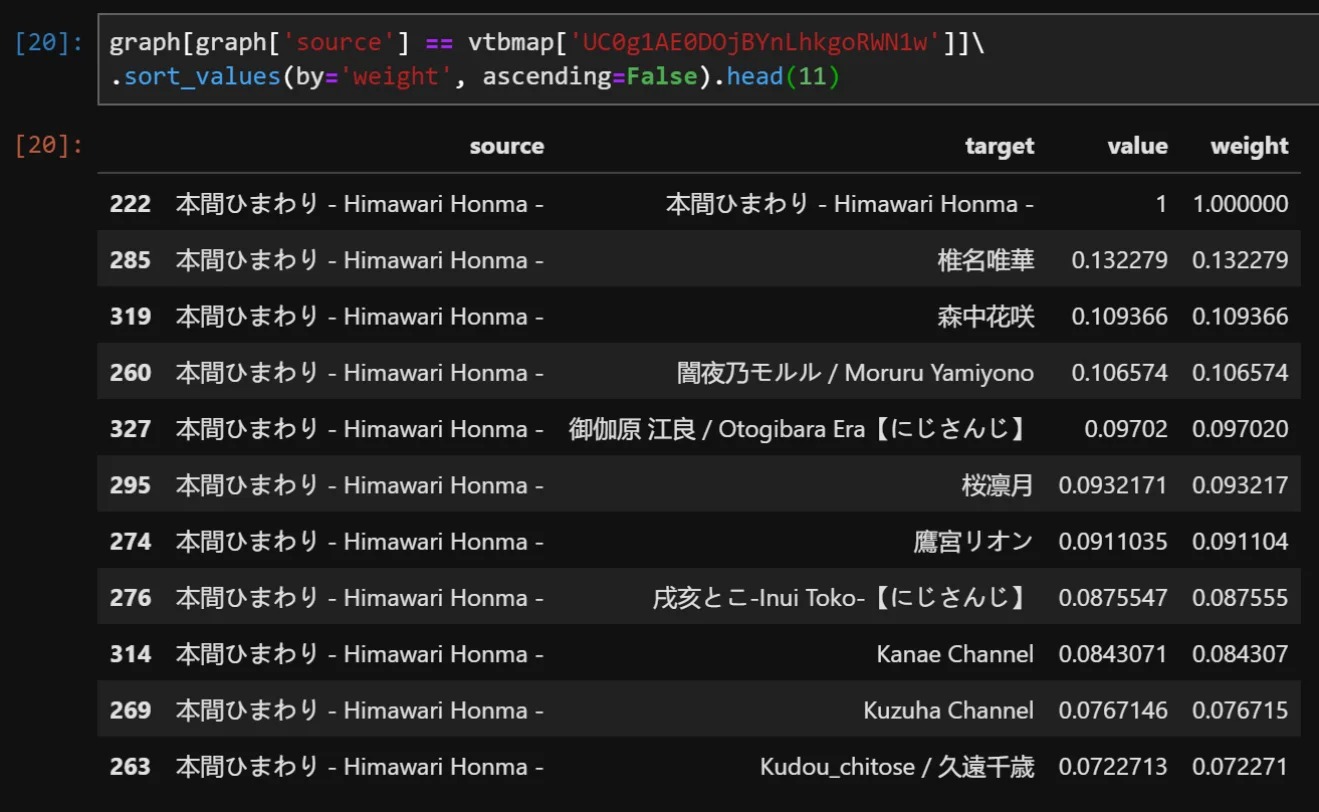 [20]: graph[graph['source'] == vtbmap['UC0g1AE0DOjBYnLhkgoRWN1w']]\
.sort_values(by='weight', ascending=False).head(11)
[20]: source target value weight
222 本間ひまわり - Himawari Honma - 本間ひまわり - Himawari Honma - 1 1.000000
285 本間ひまわり - Himawari Honma - 椎名唯華 0.132279 0.132279
319 本間ひまわり - Himawari Honma - 森中花咲 0.109366 0.109366
260 本間ひまわり - Himawari Honma - 闇夜乃モルル / Moruru Yamiyono 0.106574 0.106574
327 本間ひまわり - Himawari Honma - 御伽原 江良 / Otogibara Era【にじさんじ】 0.09702 0.097020
295 本間ひまわり - Himawari Honma - 桜凛月 0.0932171 0.093217
274 本間ひまわり - Himawari Honma - 鷹宮リオン 0.0911035 0.091104
276 本間ひまわり - Himawari Honma - 戌亥とこ-Inui Toko-【にじさんじ】 0.0875547 0.087555
314 本間ひまわり - Himawari Honma - Kanae Channel 0.0843071 0.084307
269 本間ひまわり - Himawari Honma - Kuzuha Channel 0.0767146 0.076715
263 本間ひまわり - Himawari Honma - Kudou_chitose / 久遠千歳 0.0722713 0.072271